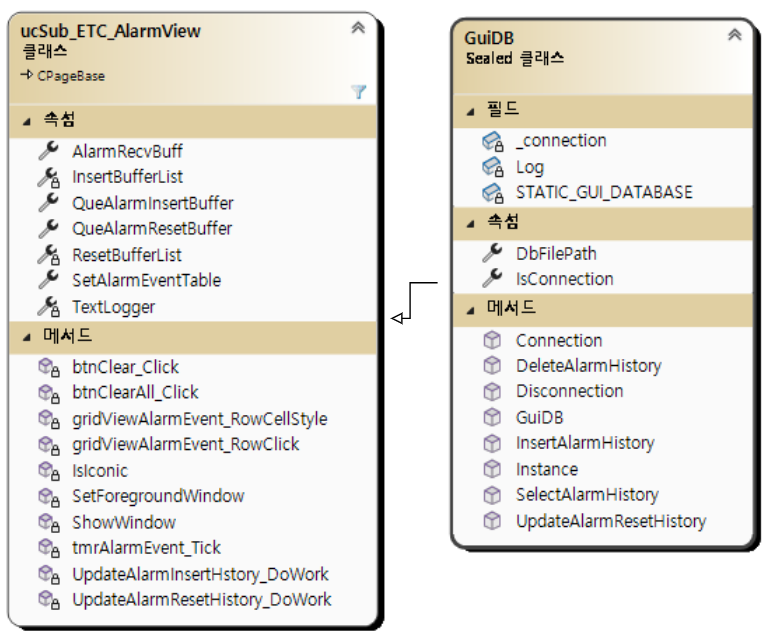 ucSub_ETC_AlarmView
클래스
CPageBase
속성
AlarmRecvBuff
InsertBufferList
QueAlarmInsertBuffer
QueAlarmResetBuffer
ResetBufferList
SetAlarmEventTable
TextLogger
메서드
btnClear_Click
btnClearAll_Click
gridViewAlarmEvent_RowCellStyle
gridViewAlarmEvent_RowClick
IsIconic
SetForegroundWindow
ShowWindow
tmrAlarmEvent_Tick
UpdateAlarmInsertHstory_DoWork
UpdateAlarmResetHistory_DoWork
GuiDB
Sealed 클래스
필드
_connection
Log
STATIC_GUI_DATABASE
속성
DbFilePath
IsConnection
메서드
Connection
DeleteAlarmHistory
Disconnection
GuiDB
InsertAlarmHistory
Instance
SelectAlarmHistory
UpdateAlarmResetHistory